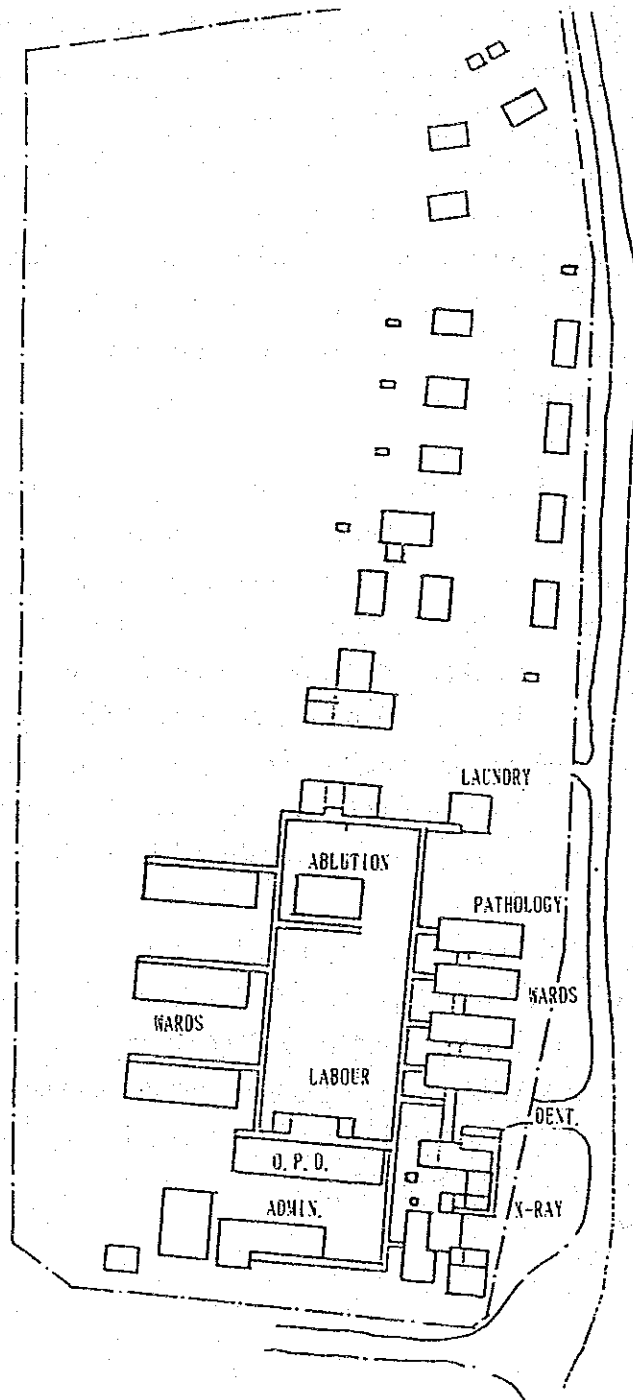 LAUNDRY
ABLUTION
PATHOLOGY
WARDS
WARDS
LABOUR
DENT.
O. P. D.
ADMIN.
X-RAY